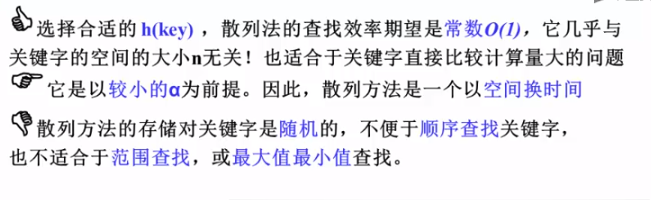 选择合适的 h(key) ，散列法的查找效率期望是常数O(1)，它几乎与
关键字的空间的大小n无关！也适合于关键字直接比较计算量大的问题
它是以较小的α为前提。因此，散列方法是一个以空间换时间
散列方法的存储对关键字是随机的，不便于顺序查找关键字，
也不适合于范围查找，或最大值最小值查找。